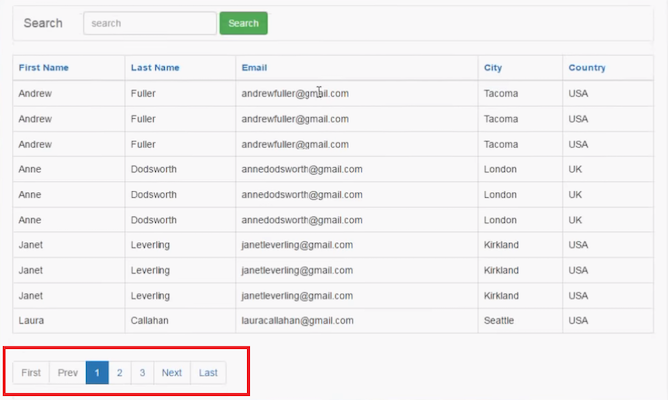 Search search Search
First Name Last Name Email City Country
Andrew Fuller andrewfuller@gmail.com Tacoma USA
Andrew Fuller andrewfuller@gmail.com Tacoma USA
Andrew Fuller andrewfuller@gmail.com Tacoma USA
Anne Dodsworth annedodsworth@gmail.com London UK
Anne Dodsworth annedodsworth@gmail.com London UK
Anne Dodsworth annedodsworth@gmail.com London UK
Janet Leverling janetleverling@gmail.com Kirkland USA
Janet Leverling janetleverling@gmail.com Kirkland USA
Janet Leverling janetleverling@gmail.com Kirkland USA
Laura Callahan lauracallahan@gmail.com Seattle USA
First Prev 1 2 3 Next Last